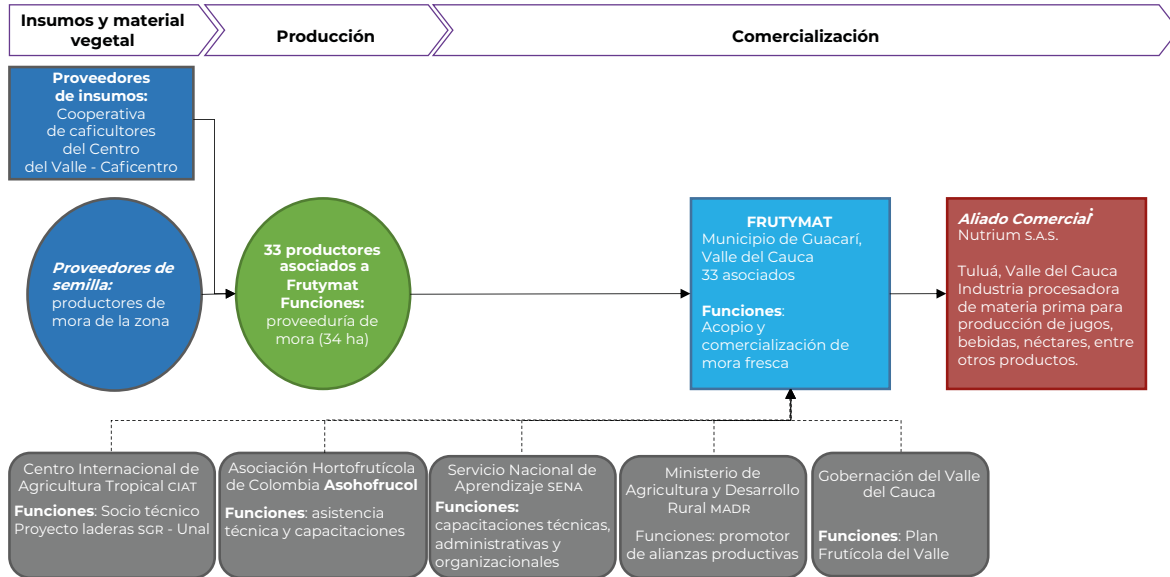 Insumos y material
vegetal
Producción
Comercialización
Proveedores
de insumos:
Cooperativa
de caficultores
del Centro
del Valle - Caficentro
Proveedores de
semilla:
productores de
mora de la zona
33 productores
asociados a
Frutymat
Funciones:
proveeduría de
mora (34 ha)
FRUTYMAT
Municipio de Guacarí,
Valle del Cauca
33 asociados
Funciones:
Acopio y
comercialización de
mora fresca
Aliado Comercial
Nutrium S.A.S.
Tuluá, Valle del Cauca
Industria procesadora
de materia prima para
producción de jugos,
bebidas, néctares, entre
otros productos.
Centro Internacional de
Agricultura Tropical CIAT
Funciones: Socio técnico
Proyecto laderas SGR - Unal
Asociación Hortofrutícola
de Colombia Asohofrucol
Funciones: asistencia
técnica y capacitaciones
Servicio Nacional de
Aprendizaje SENA
Funciones:
capacitaciones técnicas,
administrativas y
organizacionales
Ministerio de
Agricultura y Desarrollo
Rural MADR
Funciones: promotor
de alianzas productivas
Gobernación del Valle
del Cauca
Funciones: Plan
Frutícola del Valle